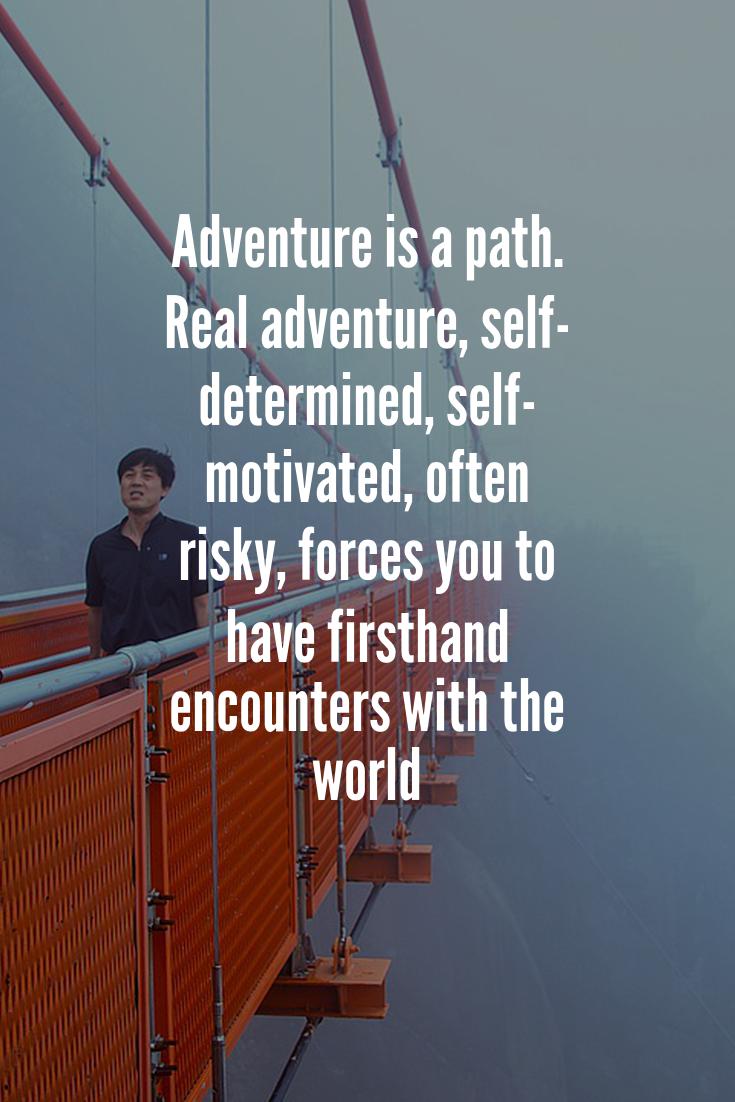 Adventure is a path.
Real adventure, self-
determined, self-
motivated, often
risky, forces you to
have firsthand
encounters with the
world